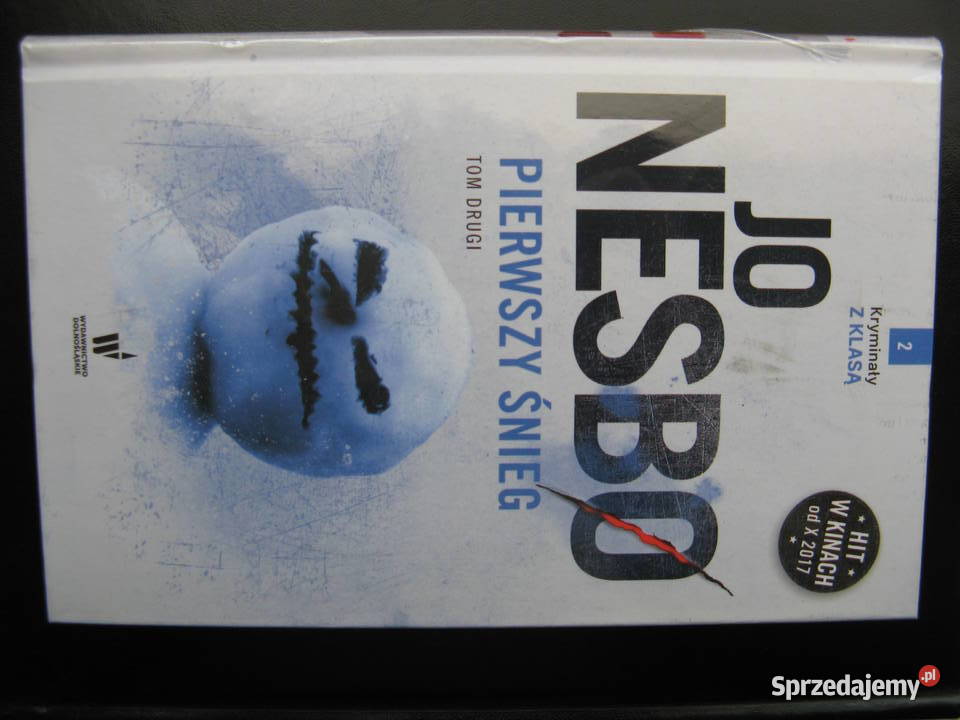 2
Kryminały
Z KLASĄ
JO
NESBO
PIERWSZY ŚNIEG
TOM DRUGI
HIT
W KINACH
od X 2017
WYDAWNICTWO
DOLNOŚLĄSKIE
Sprzedajemy.pl